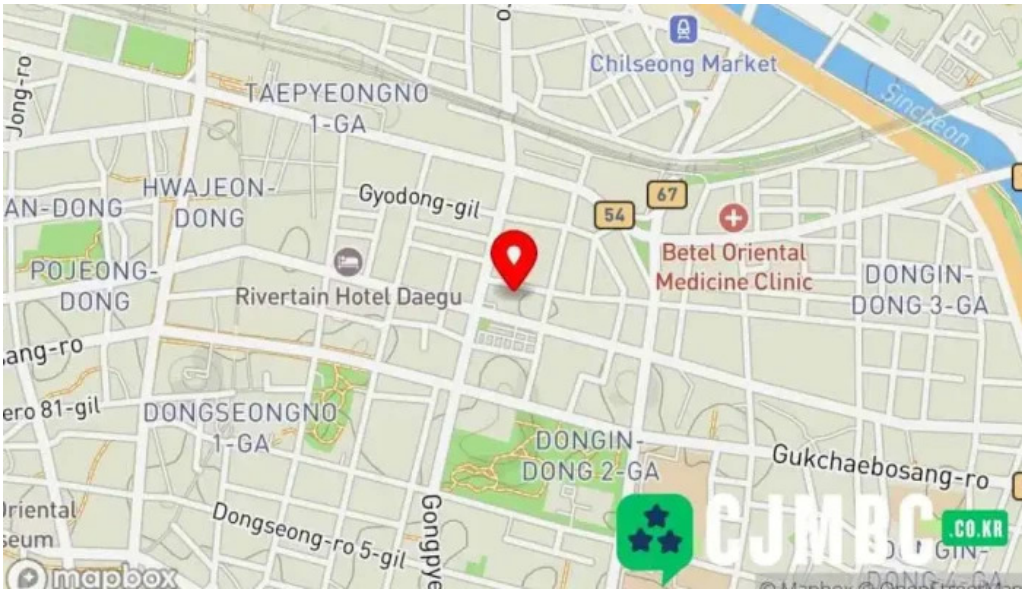 Chilseong Market
Jong-ro
TAEPYEONGNO
1-GA
Sincheon
67
HWAJEON-
DONG
Gyodong-gil
AN-DONG
54
Betel Oriental
Medicine Clinic
POJEONG-
DONG
Rivertain Hotel Daegu
DONGIN-
DONG 3-GA
ang-ro
ero 81-gil
DONGSEONGNO
1-GA
DONGIN-
DONG 2-GA
Gukchaebosang-ro
Oriental
seum
Dongseong-ro 5-gil
Gongpye
CJMBC
.CO.KR
mapbox
© Mapbox © OpenStreetMap